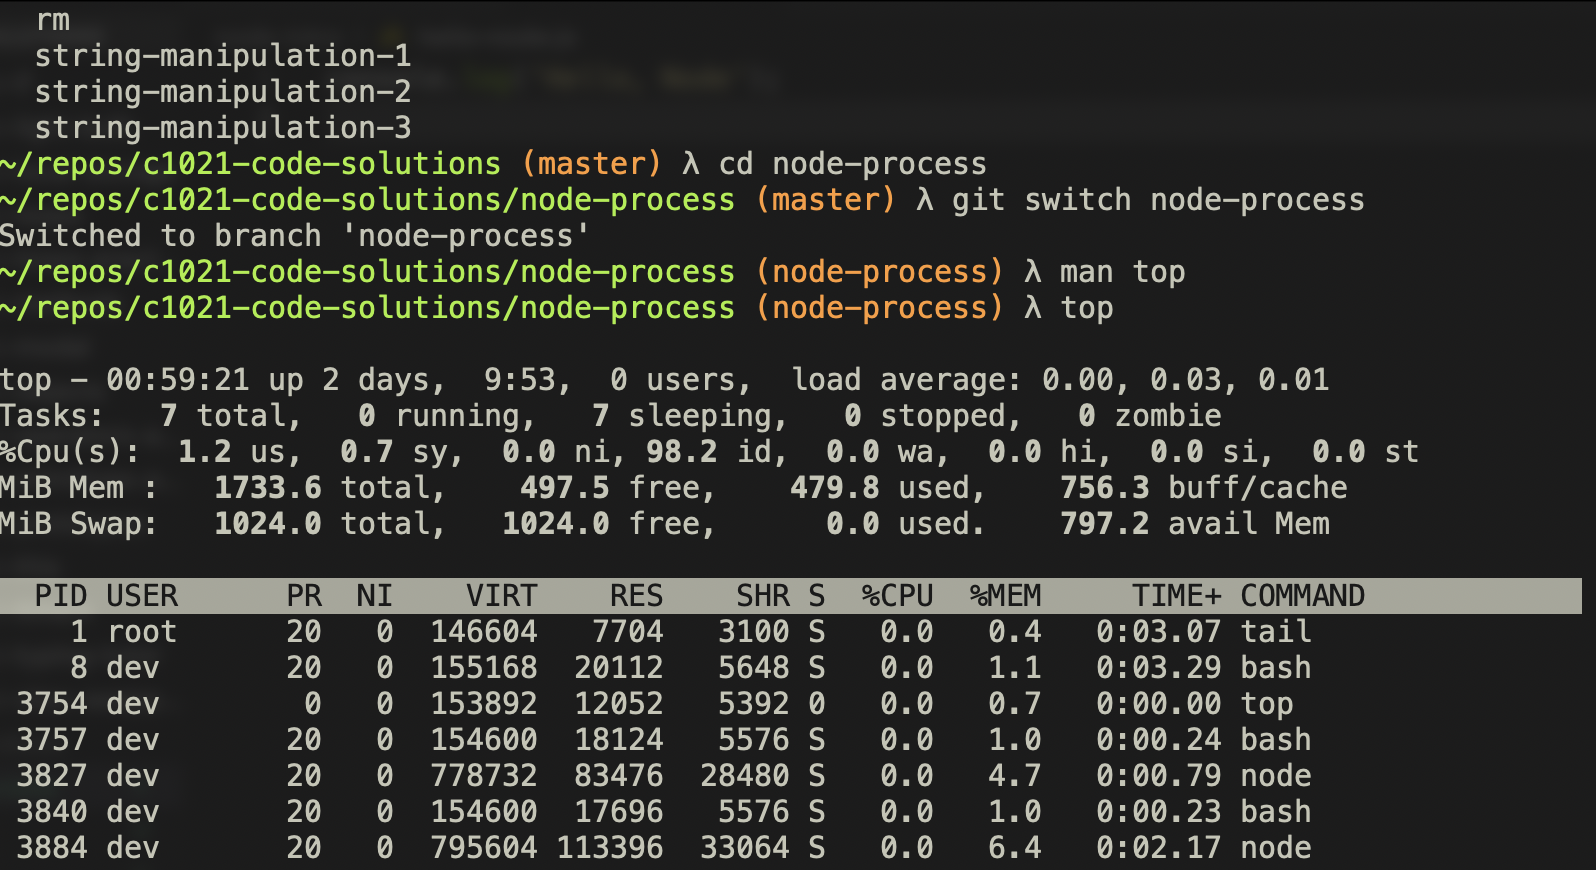 rm
string-manipulation-1
string-manipulation-2
string-manipulation-3
~/repos/c1021-code-solutions (master) λ cd node-process
~/repos/c1021-code-solutions/node-process (master) λ git switch node-process
Switched to branch 'node-process'
~/repos/c1021-code-solutions/node-process (node-process) λ man top
~/repos/c1021-code-solutions/node-process (node-process) λ top
top - 00:59:21 up 2 days,  9:53,  0 users,  load average: 0.00, 0.03, 0.01
Tasks:   7 total,   0 running,   7 sleeping,   0 stopped,   0 zombie
%Cpu(s):  1.2 us,  0.7 sy,  0.0 ni, 98.2 id,  0.0 wa,  0.0 hi,  0.0 si,  0.0 st
MiB Mem :   1733.6 total,    497.5 free,    479.8 used,    756.3 buff/cache
MiB Swap:   1024.0 total,   1024.0 free,      0.0 used.    797.2 avail Mem
PID USER      PR  NI    VIRT    RES    SHR S  %CPU  %MEM     TIME+ COMMAND
1 root      20   0  146604   7704   3100 S   0.0   0.4   0:03.07 tail
8 dev       20   0  155168  20112   5648 S   0.0   1.1   0:03.29 bash
3754 dev        0   0  153892  12052   5392 0   0.0   0.7   0:00.00 top
3757 dev       20   0  154600  18124   5576 S   0.0   1.0   0:00.24 bash
3827 dev       20   0  778732  83476  28480 S   0.0   4.7   0:00.79 node
3840 dev       20   0  154600  17696   5576 S   0.0   1.0   0:00.23 bash
3884 dev       20   0  795604 113396  33064 S   0.0   6.4   0:02.17 node